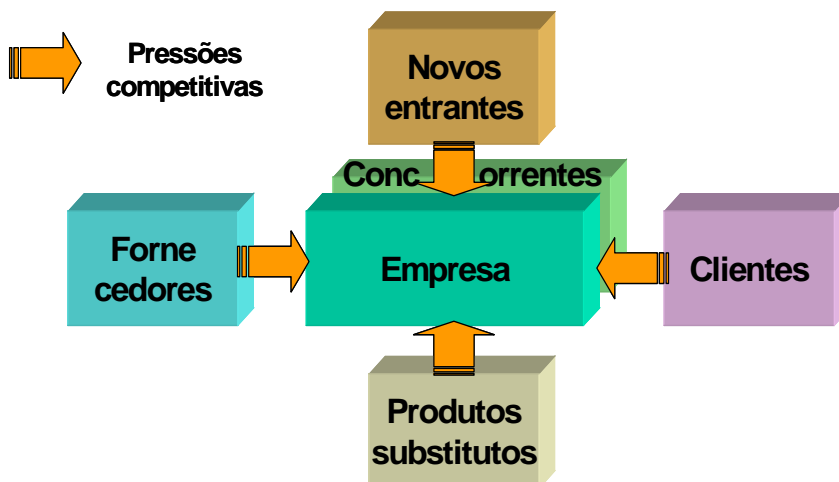 Pressões
competitivas
Novos
entrantes
Conc orrentes
Forne
cedores
Empresa
Clientes
Produtos
substitutos